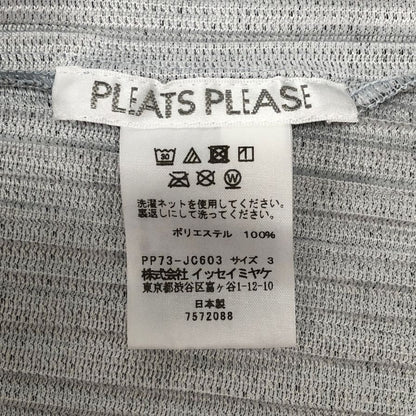 PLEATS PLEASE
洗濯ネットを使用してください。
裏返しにして洗ってください。
ポリエステル 100%
PP73-JC603 サイズ 3
株式会社 イッセイミヤケ
東京都渋谷区富ヶ谷1-12-10
日本製
7572088